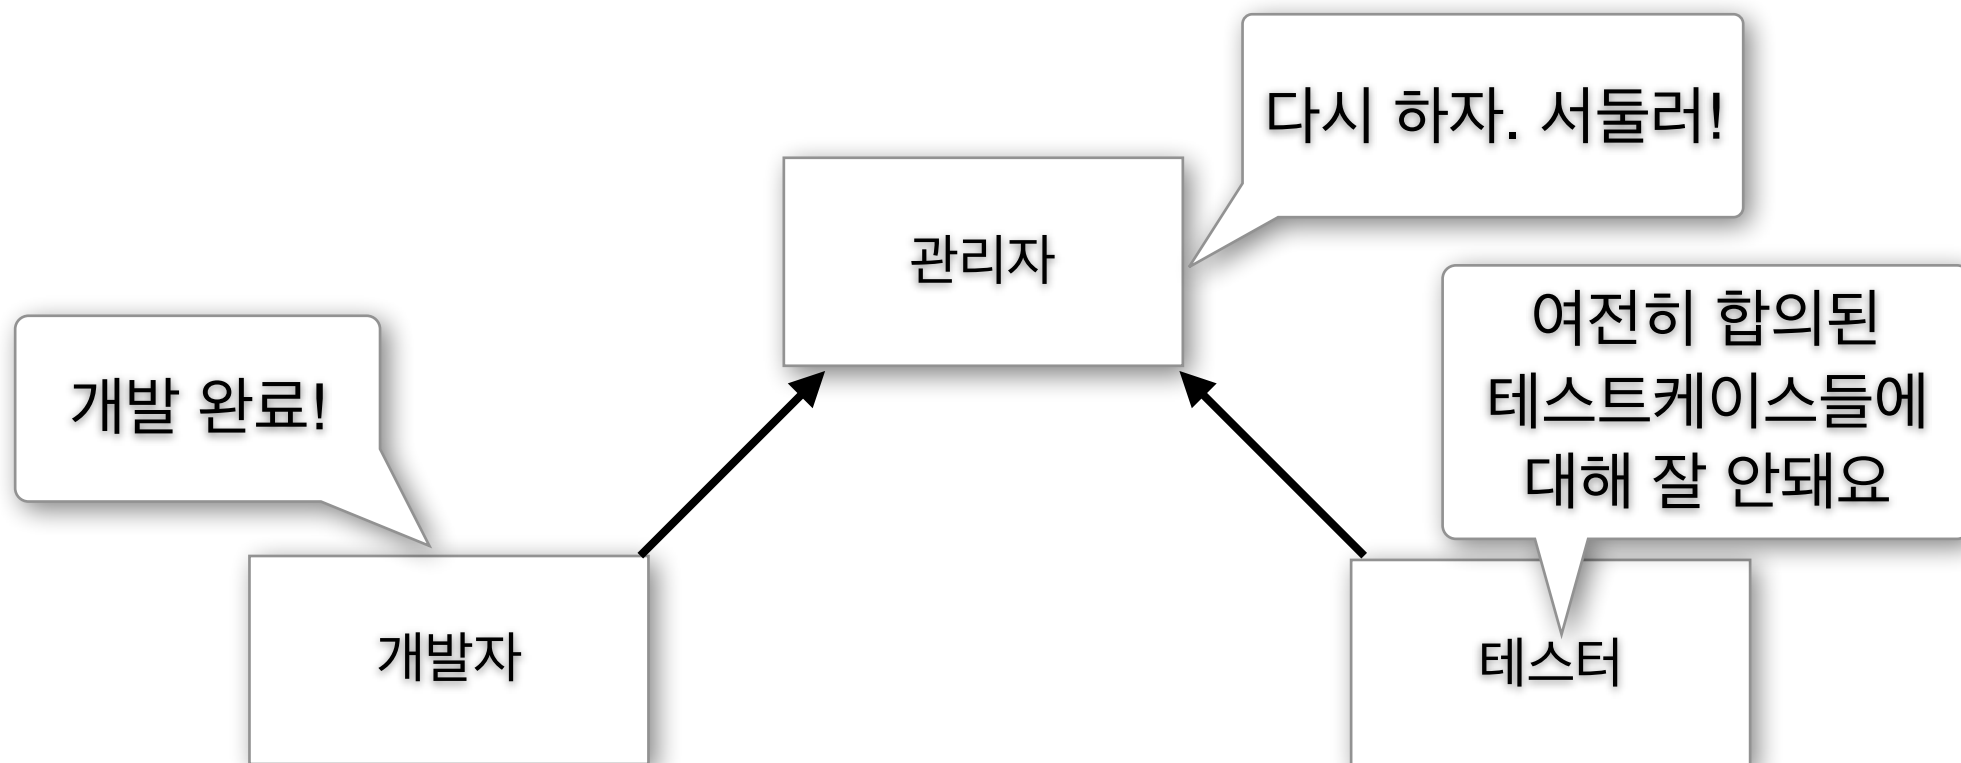 다시 하자. 서둘러!
관리자
여전히 합의된
테스트케이스들에
대해 잘 안돼요
개발 완료!
개발자
테스터